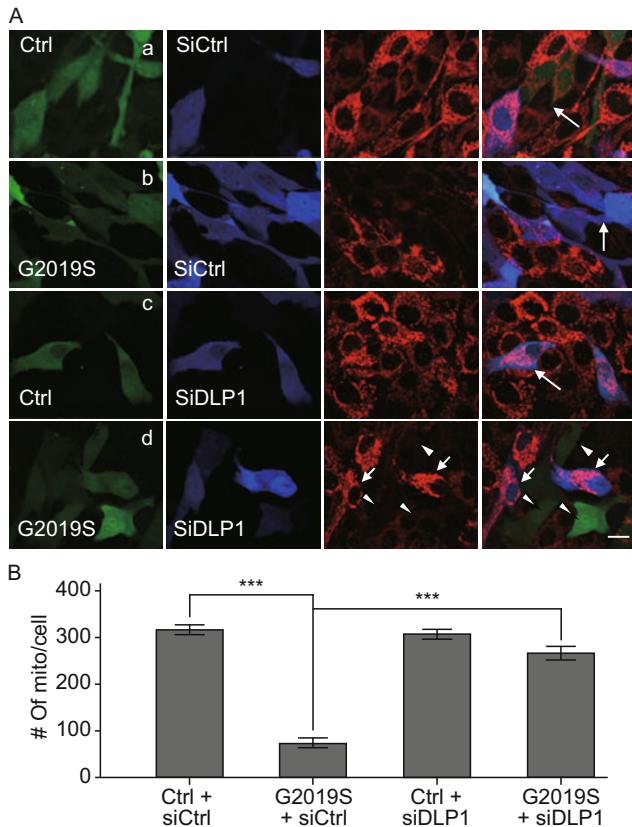 A
Ctrl
a
SiCtrl
b
G2019S
SiCtrl
c
Ctrl
SiDLP1
d
G2019S
SiDLP1
B
# Of mito/cell
400
300
300
100
0
***
***
Ctrl +
siCtrl
G2019S
+ siCtrl
Ctrl +
siDLP1
G2019S
+ siDLP1